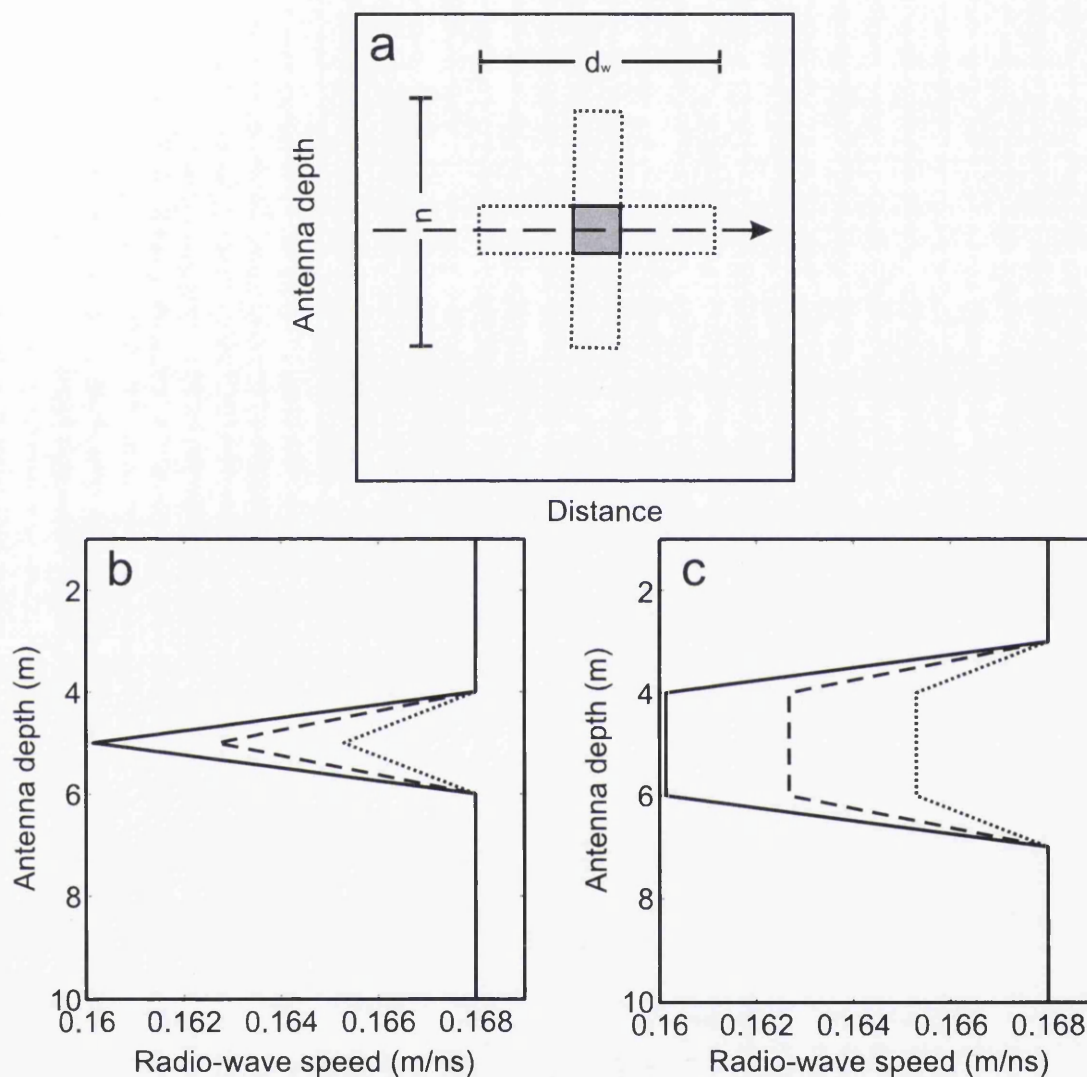 a
dw
n
Antenna depth
Distance
b
2
4
6
8
10
0.16 0.162 0.164 0.166 0.168
Antenna depth (m)
Radio-wave speed (m/ns)
c
2
4
6
8
10
0.16 0.162 0.164 0.166 0.168
Antenna depth (m)
Radio-wave speed (m/ns)